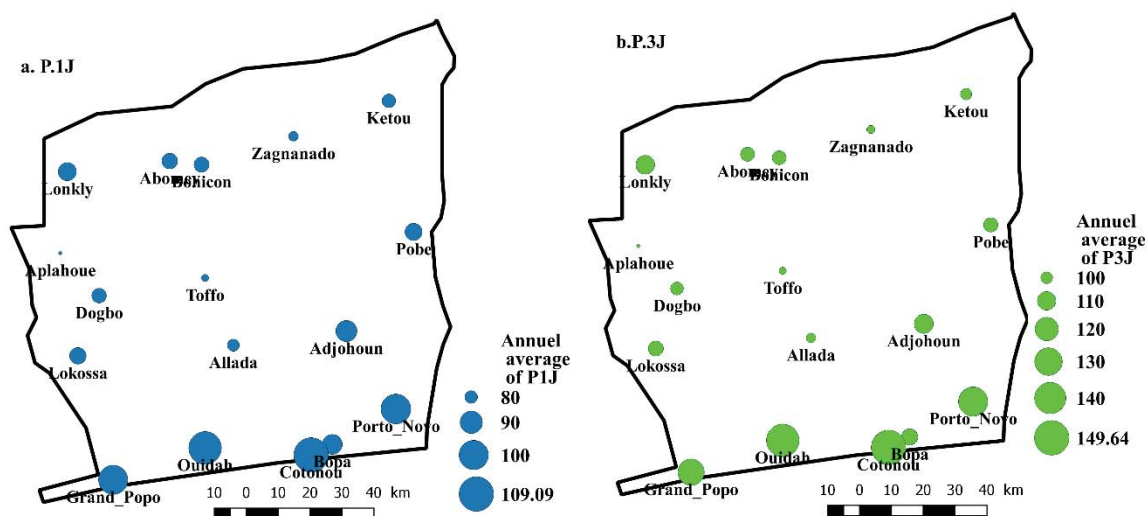 a. P.1J
Ketou
Zagnanado
Abomey
Bohicon
Lonkly
Pobe
Aplahoue
Toffo
Dogbo
Adjohoun
Allada
Lokossa
Porto_Novo
Ouidah
Bopa
Cotonou
Grand_Popo
10 0 10 20 30 40 km
Annuel
average
of P1J
80
90
100
109.09
b.P.3J
Ketou
Zagnanado
Abomey
Bohicon
Lonkly
Pobe
Aplahoue
Toffo
Dogbo
Adjohoun
Allada
Lokossa
Porto_Novo
Ouidah
Bopa
Cotonou
Grand_Popo
10 0 10 20 30 40 km
Annuel
average
of P3J
100
110
120
130
140
149.64